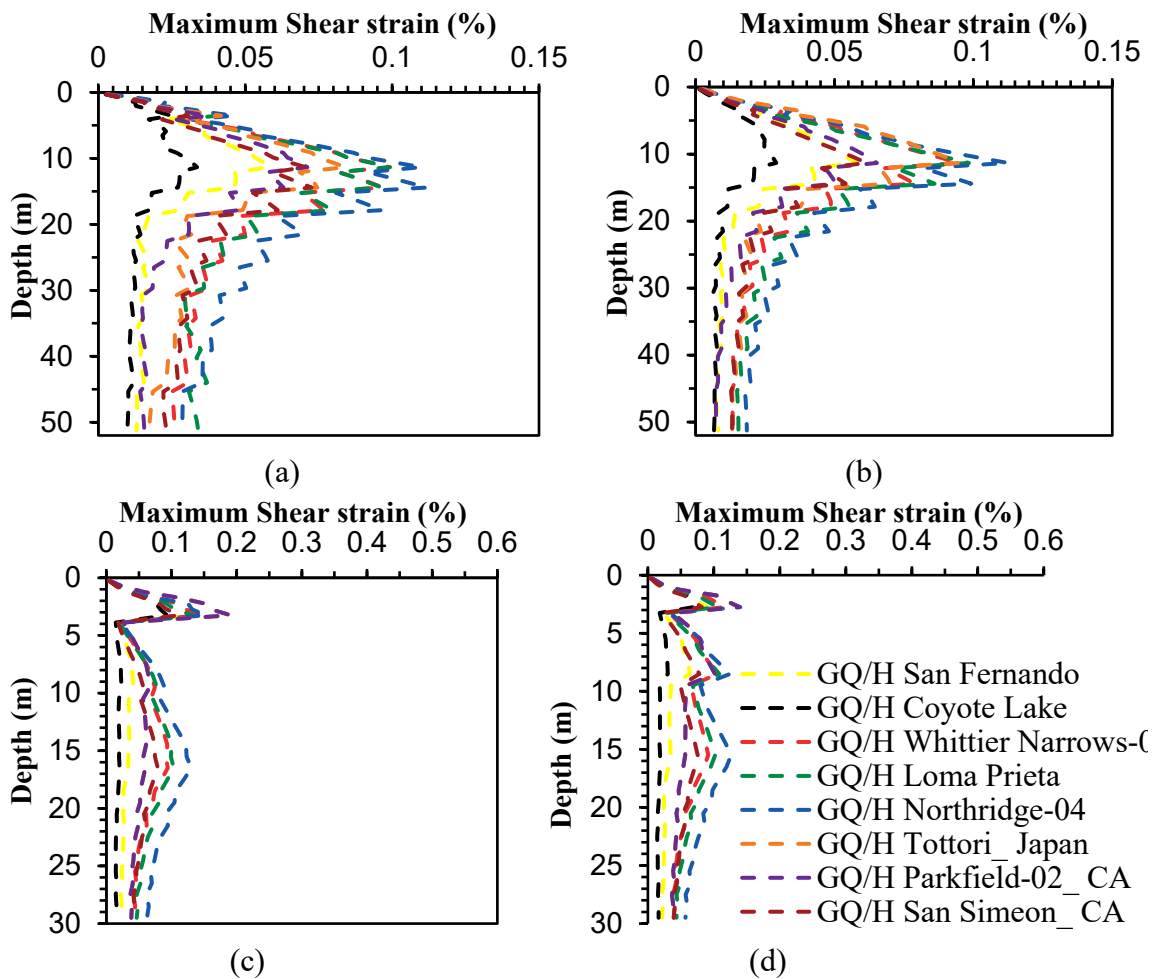 Maximum Shear strain (%)
0 0.05 0.1 0.15
0
10
20
30
40
50
Depth (m)
(a)
Maximum Shear strain (%)
0 0.05 0.1 0.15
0
10
20
30
40
50
Depth (m)
(b)
Maximum Shear strain (%)
0 0.1 0.2 0.3 0.4 0.5 0.6
0
5
10
15
20
25
30
Depth (m)
(c)
Maximum Shear strain (%)
0 0.1 0.2 0.3 0.4 0.5 0.6
0
5
10
15
20
25
30
Depth (m)
GQ/H San Fernando
GQ/H Coyote Lake
GQ/H Whittier Narrows-0
GQ/H Loma Prieta
GQ/H Northridge-04
GQ/H Tottori_ Japan
GQ/H Parkfield-02_ CA
GQ/H San Simeon_ CA
(d)